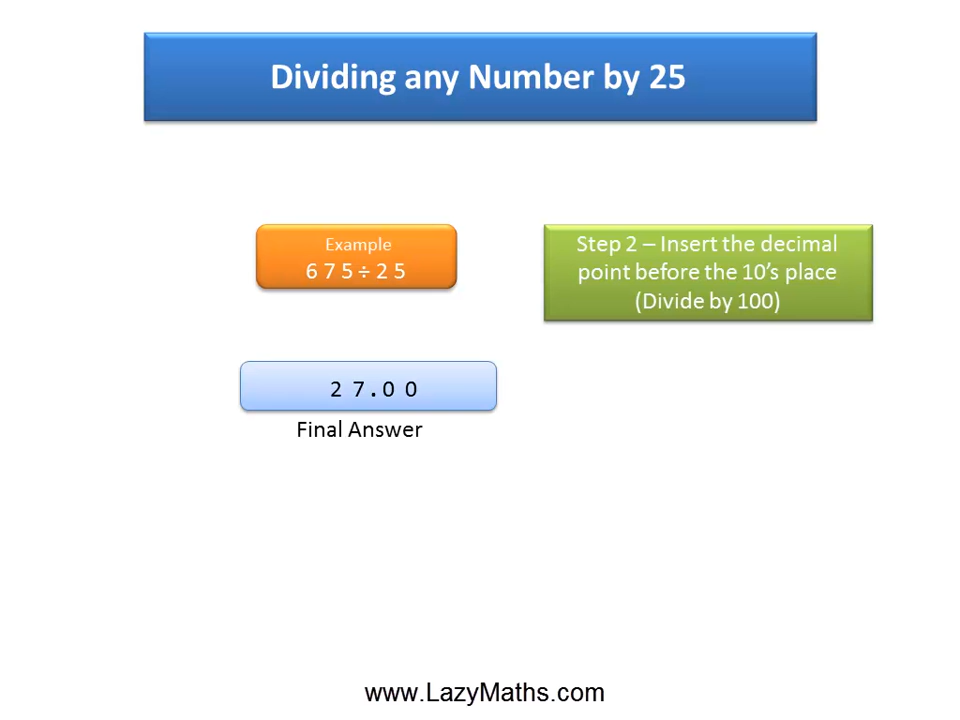 Dividing any Number by 25
Example
6 7 5 ÷ 2 5
Step 2 – Insert the decimal
point before the 10’s place
(Divide by 100)
2 7 . 0 0
Final Answer
www.LazyMaths.com